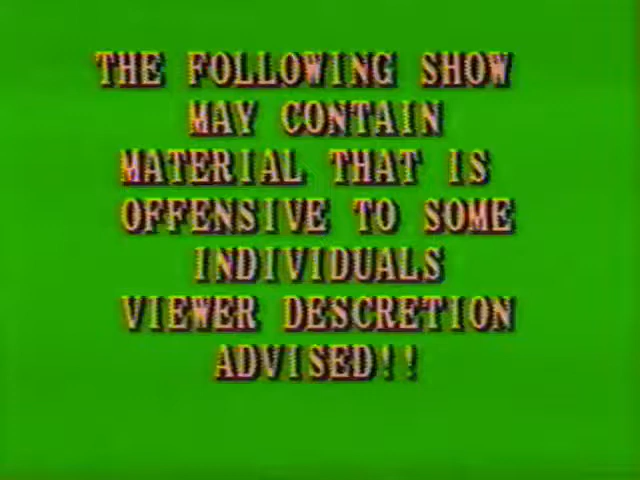 THE FOLLOWING SHOW
MAY CONTAIN
MATERIAL THAT IS
OFFENSIVE TO SOME
INDIVIDUALS
VIEWER DESCRETION
ADVISED!!